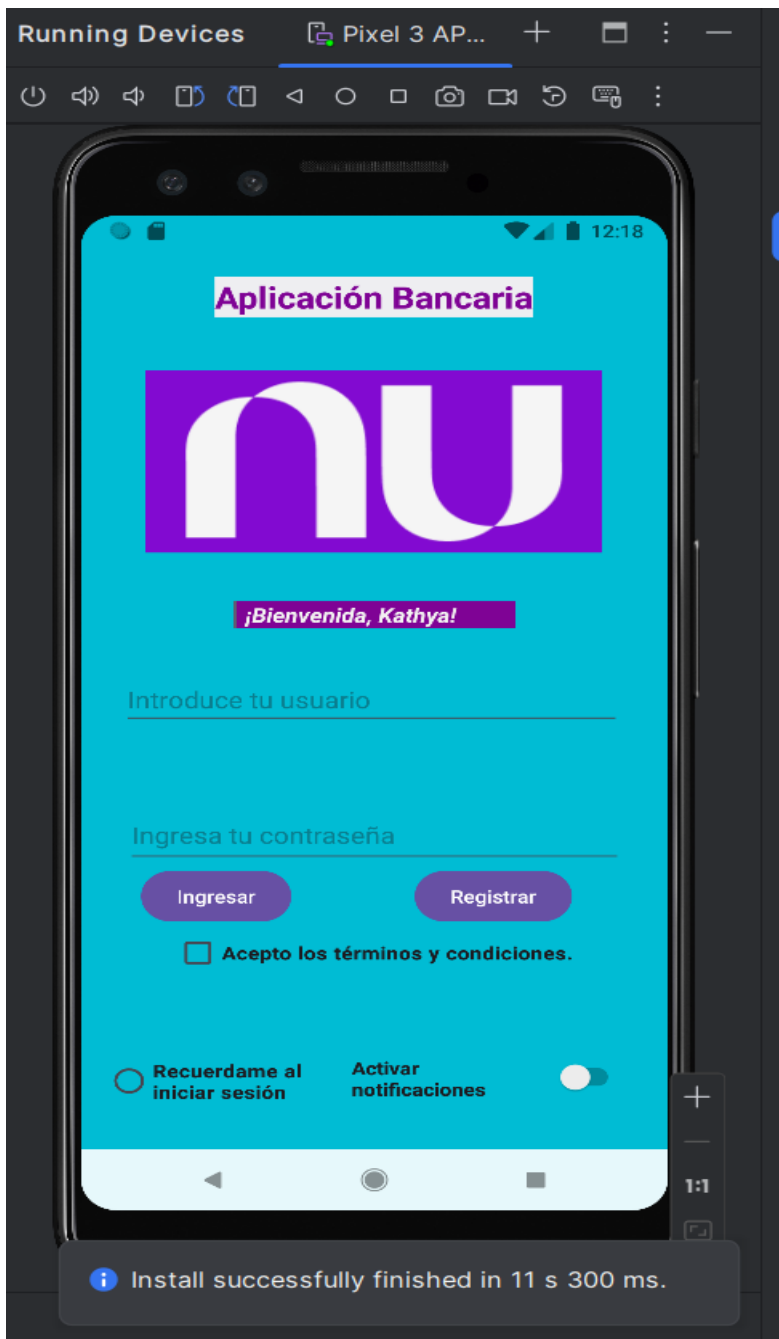 Running Devices
Pixel 3 AP...
12:18
Aplicación Bancaria
nu
¡Bienvenida, Kathya!
Introduce tu usuario
Ingresa tu contraseña
Ingresar
Registrar
Acepto los términos y condiciones.
Recuerdame al
iniciar sesión
Activar
notificaciones
1:1
Install successfully finished in 11 s 300 ms.